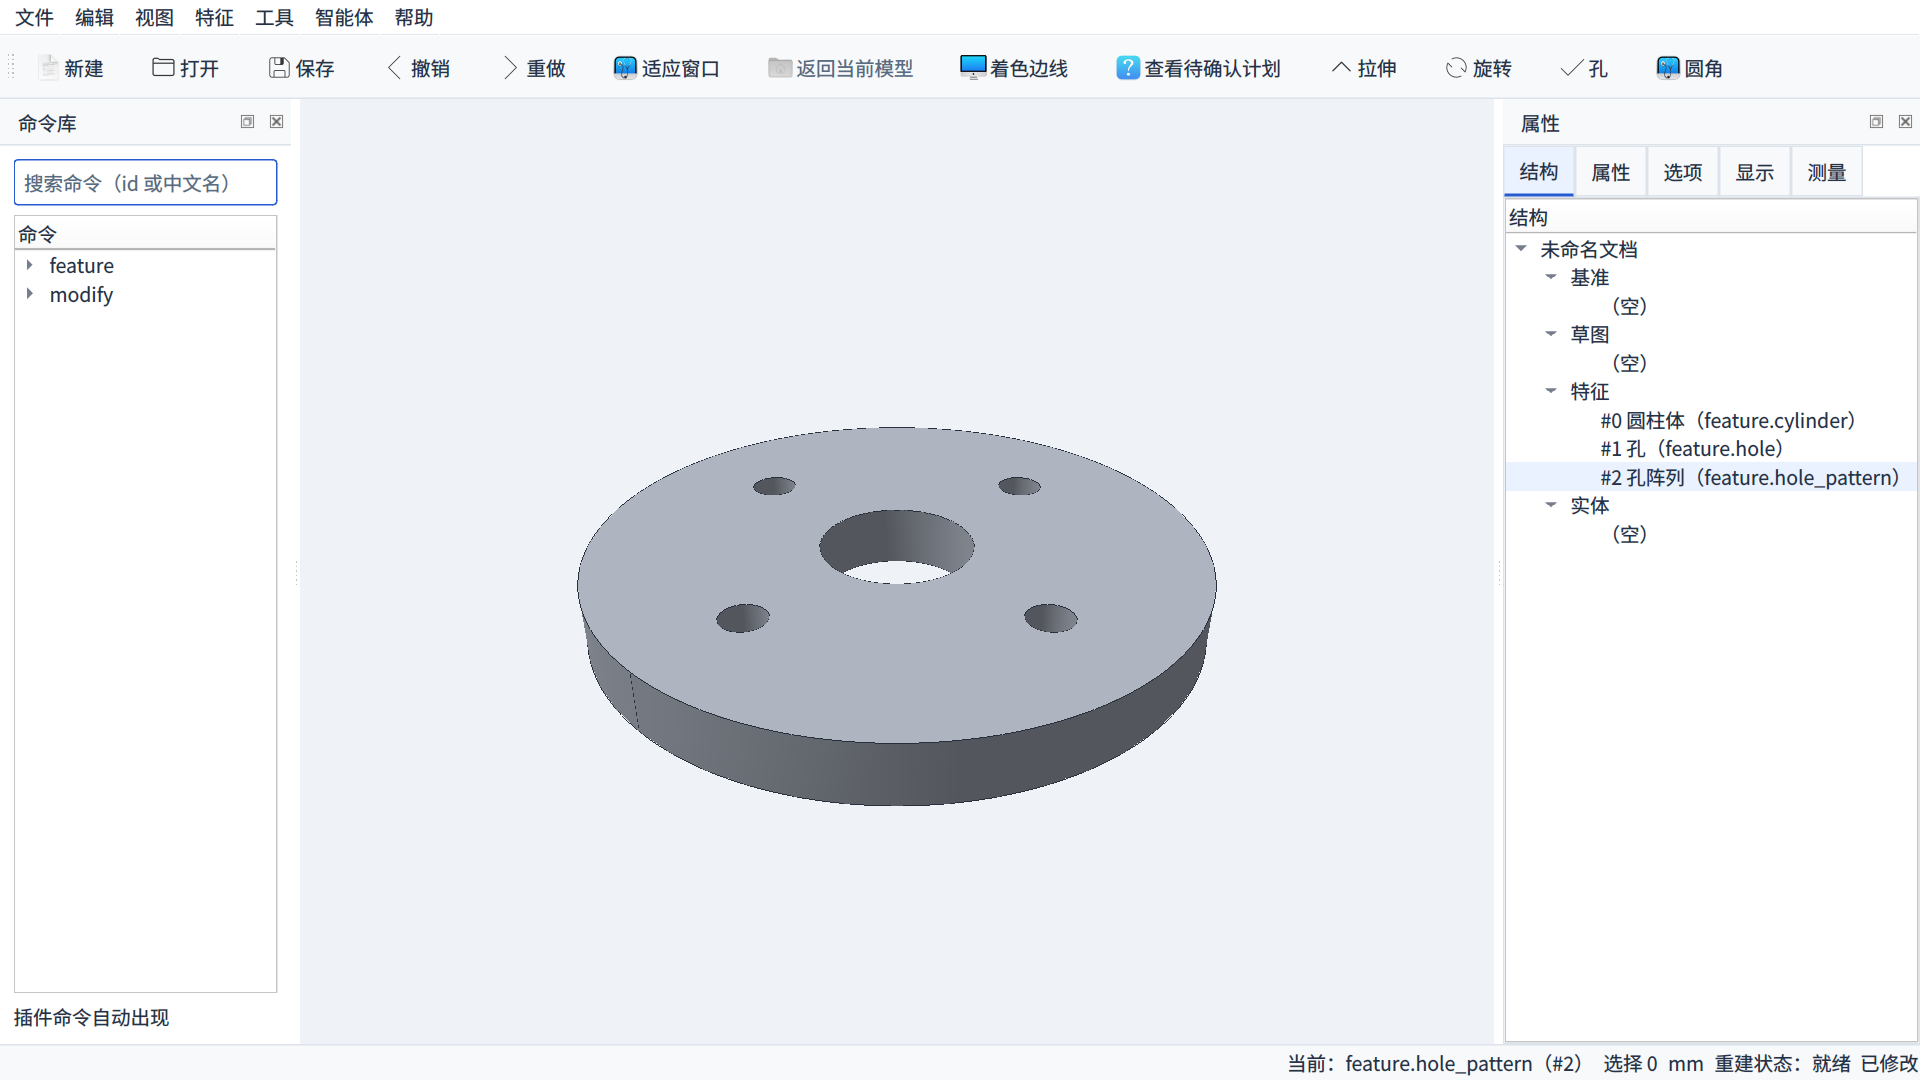 文件 编辑 视图 特征 工具 智能体 帮助
新建 打开 保存 撤销 重做 适应窗口 返回当前模型 着色边线 ? 查看待确认计划 拉伸 旋转 孔 圆角
命令库
搜索命令（id 或中文名）
命令
feature
modify
插件命令自动出现
属性
结构 属性 选项 显示 测量
结构
未命名文档
基准
（空）
草图
（空）
特征
#0 圆柱体（feature.cylinder）
#1 孔（feature.hole）
#2 孔阵列（feature.hole_pattern）
实体
（空）
当前：feature.hole_pattern（#2） 选择 0 mm 重建状态：就绪 已修改